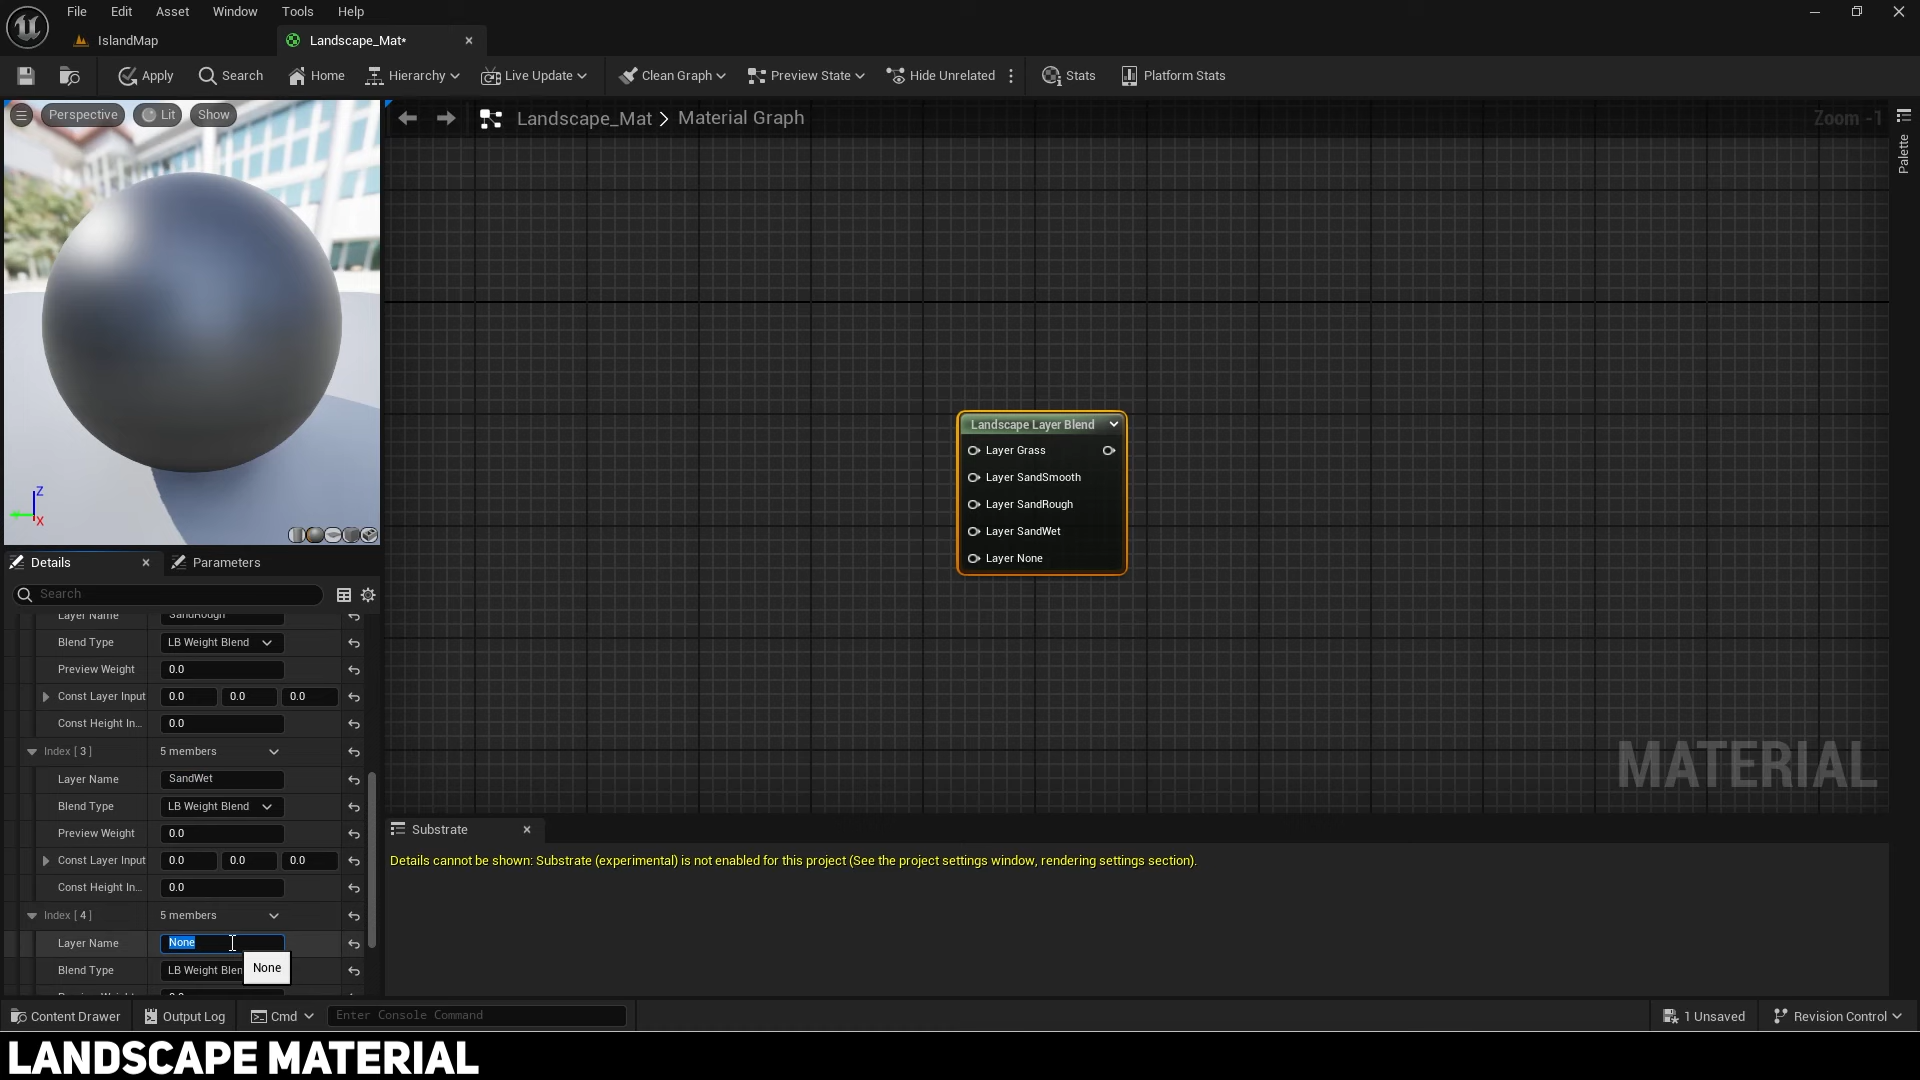 File Edit Asset Window Tools Help
IslandMap Landscape_Mat*
Apply Search Home Hierarchy Live Update Clean Graph Preview State Hide Unrelated Stats Platform Stats
Perspective Lit Show
Landscape_Mat > Material Graph
Zoom -1
Palette
Landscape Layer Blend
Layer Grass
Layer SandSmooth
Layer SandRough
Layer SandWet
Layer None
MATERIAL
Z
X
Details Parameters
Search
Layer Name SandRough
Blend Type LB Weight Blend
Preview Weight 0.0
Const Layer Input 0.0 0.0 0.0
Const Height In... 0.0
Index [ 3 ] 5 members
Layer Name SandWet
Blend Type LB Weight Blend
Preview Weight 0.0
Const Layer Input 0.0 0.0 0.0
Const Height In... 0.0
Index [ 4 ] 5 members
Layer Name None
None
Blend Type LB Weight Blen
Substrate
Details cannot be shown: Substrate (experimental) is not enabled for this project (See the project settings window, rendering settings section).
Content Drawer Output Log Cmd Enter Console Command 1 Unsaved Revision Control
LANDSCAPE MATERIAL